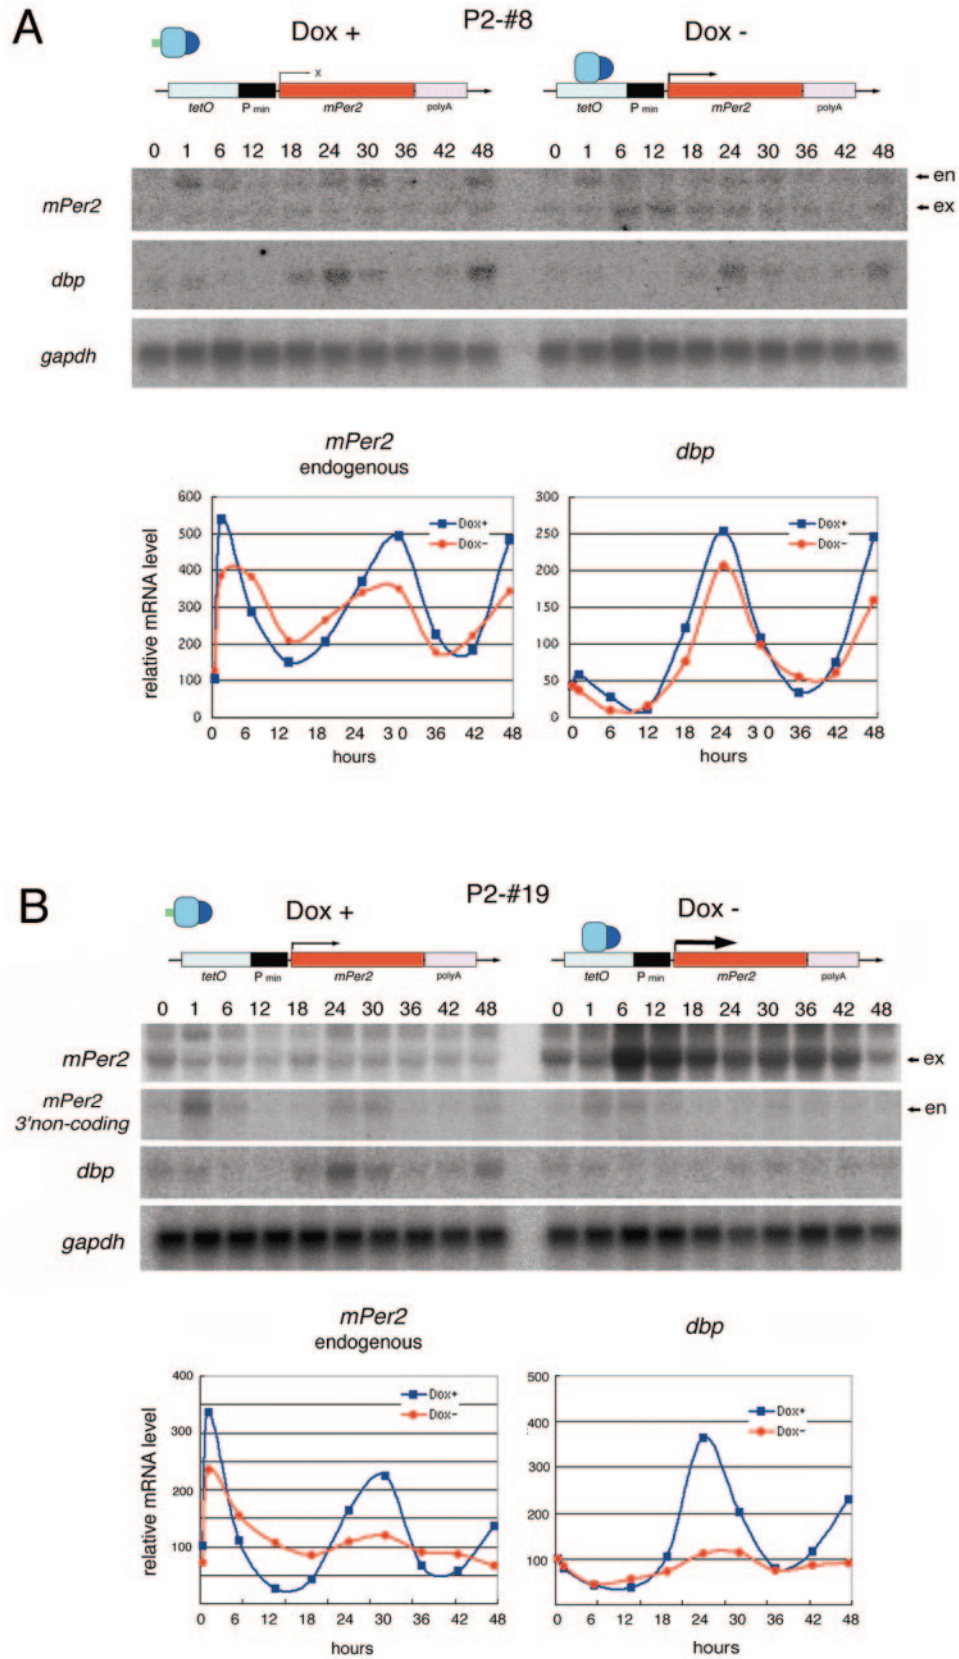 A
P2-#8
Dox + Dox -
x
tetO P min mPer2 polyA tetO P min mPer2 polyA
0 1 6 12 18 24 30 36 42 48 0 1 6 12 18 24 30 36 42 48
mPer2
en
ex
dbp
gapdh
mPer2
endogenous
dbp
relative mRNA level
600
500
400
300
200
100
0
Dox+
Dox-
0 6 12 18 24 3 0 36 42 48
hours
300
250
200
150
100
50
0
Dox+
Dox-
0 6 12 18 24 3 0 36 42 48
hours
B
P2-#19
Dox + Dox -
tetO P min mPer2 polyA tetO P min mPer2 polyA
0 1 6 12 18 24 30 36 42 48 0 1 6 12 18 24 30 36 42 48
mPer2
ex
mPer2
3'non-coding
en
dbp
gapdh
mPer2
endogenous
dbp
relative mRNA level
400
300
200
100
Dox+
Dox-
0 6 12 18 24 30 36 42 48
hours
500
400
300
200
100
Dox+
Dox-
0 6 12 18 24 30 36 42 48
hours